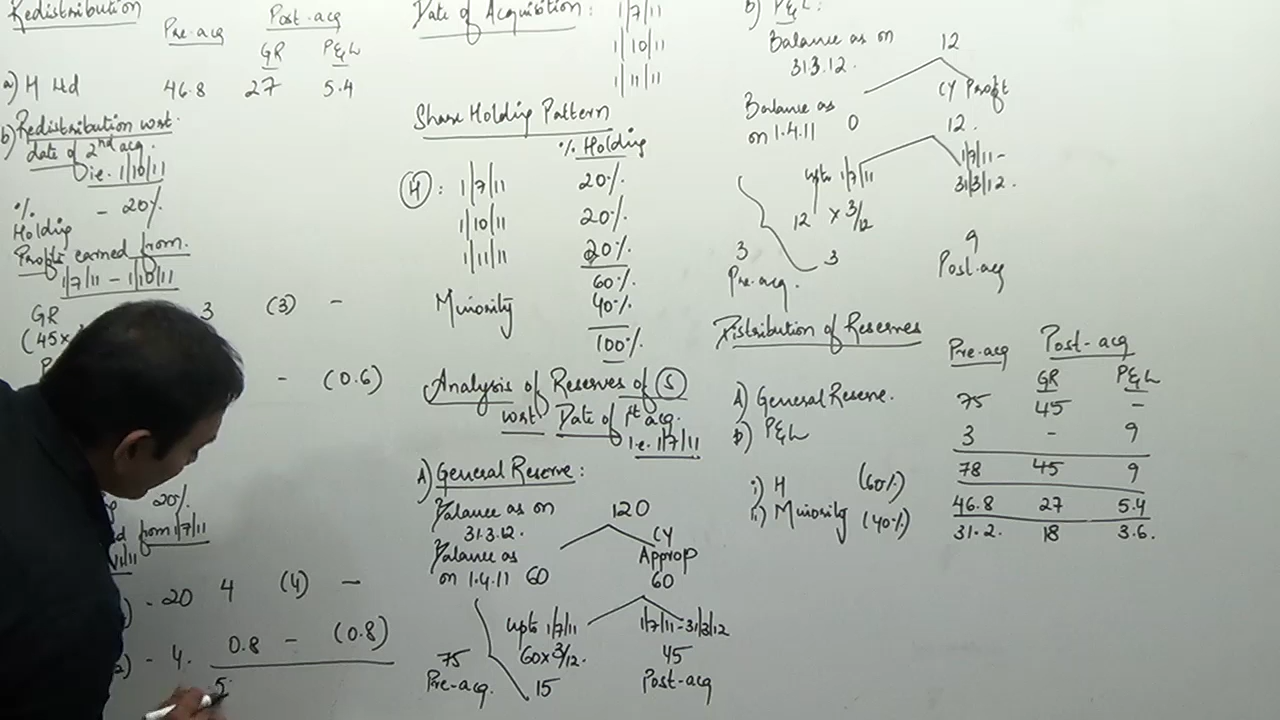 Redistribution
Pre-acq Post-acq
GR P&L
a) H Ltd 46.8 27 5.4
b) Redistribution w.r.t.
date of 2nd acq.
i.e. 1/10/11
% Holding - 20%
Profits earned from
1/7/11 - 1/10/11
GR 3 (3) -
(45x
- (0.6)
20%
from 1/7/11
- 20 4 (4) -
- 4. 0.8 - (0.8)
5.
Date of Acquisition: 1/7/11
1/10/11
1/11/11
Share Holding Pattern
% Holding
H : 1/7/11 20%
1/10/11 20%
1/11/11 20%
60%
Minority 40%
100%
Analysis of Reserves of S
w.r.t Date of 1st acq.
i.e. 1/7/11
A) General Reserve:
Balance as on 31.3.12. 120
CY Approp
Balance as on 1.4.11 60 60
upto 1/7/11 1/7/11-31/3/12
75 60x3/12. 45
Pre-acq. 15 Post-acq
B) P&L:
Balance as on 31.3.12. 12
CY Profit
Balance as on 1.4.11 0 12.
upto 1/7/11 1/7/11-31/3/12.
12 x 3/12
3 3 9
Pre-acq. Post-acq
Distribution of Reserves
Pre-acq Post-acq
GR P&L
A) General Reserve. 75 45 -
B) P&L 3 - 9
78 45 9
i) H (60%) 46.8 27 5.4
ii) Minority (40%) 31.2. 18 3.6.